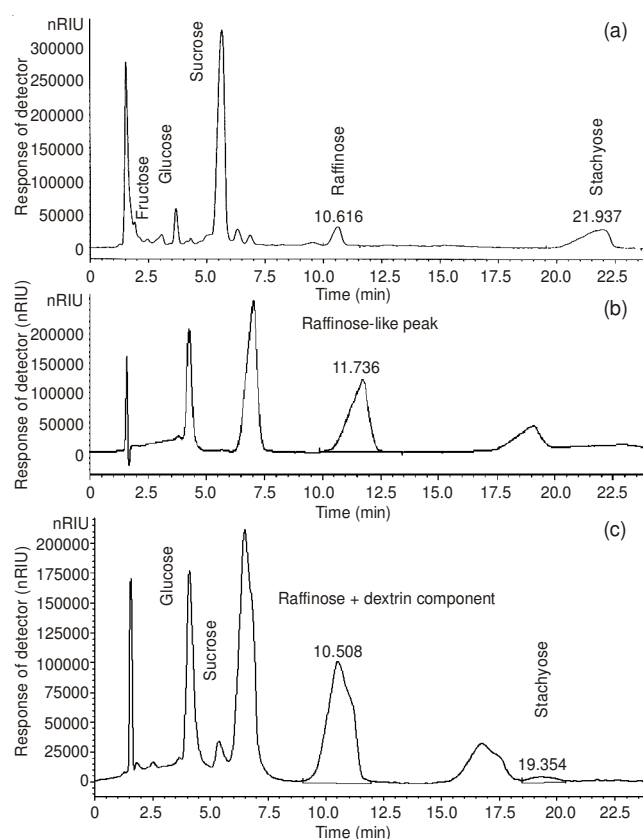 nRIU
(a)
Response of detector
300000
250000
200000
150000
100000
50000
0
Fructose
Glucose
Sucrose
Raffinose
10.616
Stachyose
21.937
0 2.5 5.0 7.5 10.0 12.5 15.0 17.5 20.0 22.5
Time (min)
nRIU
(b)
Response of detector (nRIU)
200000
150000
100000
50000
0
Raffinose-like peak
11.736
0 2.5 5.0 7.5 10.0 12.5 15.0 17.5 20.0 22.5
Time (min)
nRIU
(c)
Response of detector (nRIU)
200000
175000
150000
125000
100000
75000
50000
25000
0
Glucose
Sucrose
Raffinose + dextrin component
10.508
Stachyose
19.354
0 2.5 5.0 7.5 10.0 12.5 15.0 17.5 20.0 22.5
Time (min)